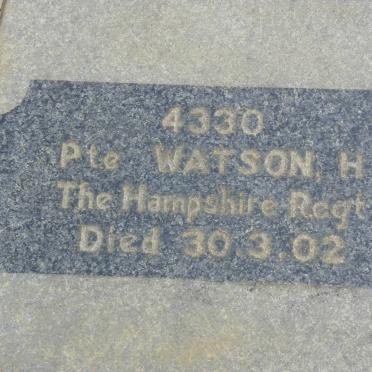 4330
Pte WATSON, H
The Hampshire Regt
Died 30.3.02